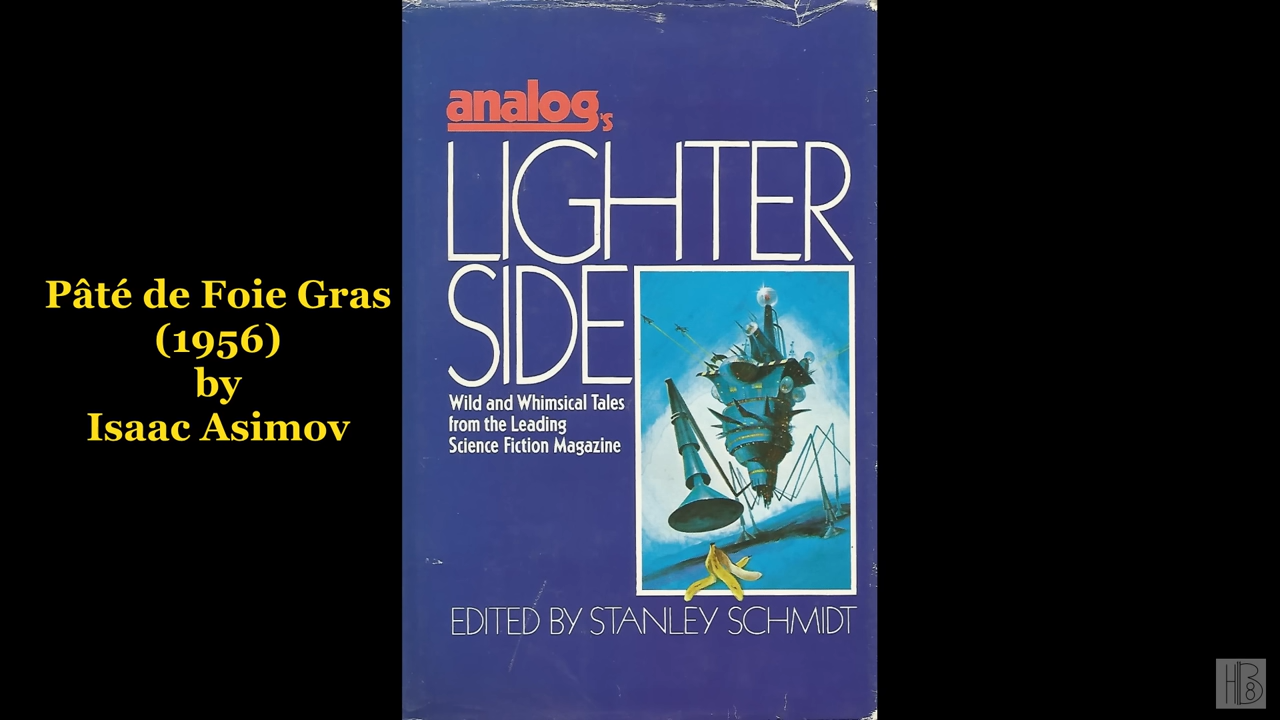 Pâté de Foie Gras
(1956)
by
Isaac Asimov
analog's
LIGHTER
SIDE
Wild and Whimsical Tales
from the Leading
Science Fiction Magazine
EDITED BY STANLEY SCHMIDT
HB8